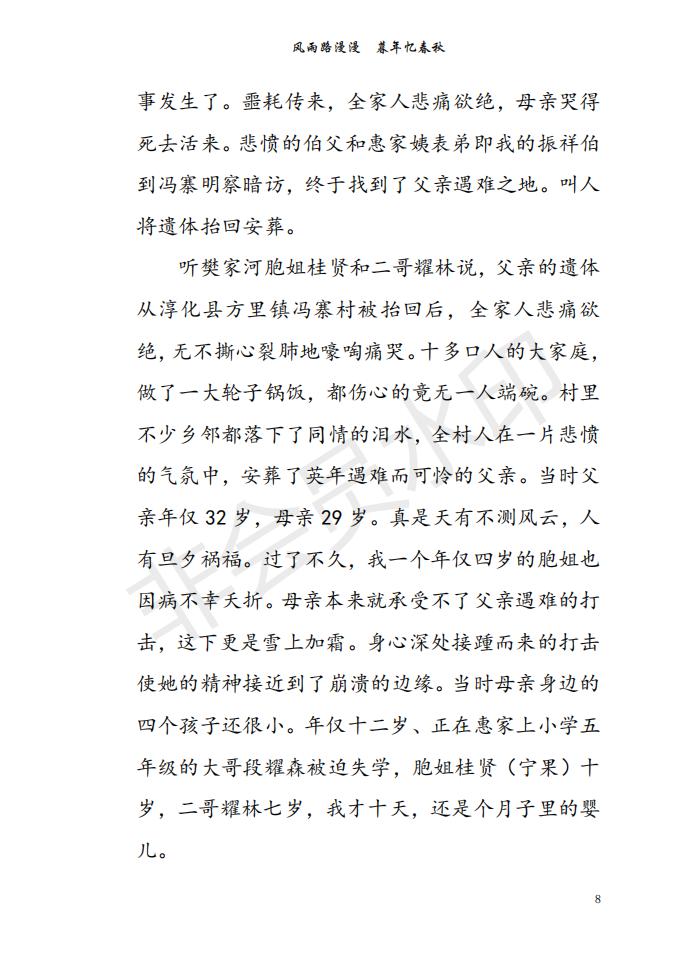 风雨路漫漫　暮年忆春秋
事发生了。噩耗传来，全家人悲痛欲绝，母亲哭得
死去活来。悲愤的伯父和惠家姨表弟即我的振祥伯
到冯寨明察暗访，终于找到了父亲遇难之地。叫人
将遗体抬回安葬。
听樊家河胞姐桂贤和二哥耀林说，父亲的遗体
从淳化县方里镇冯寨村被抬回后，全家人悲痛欲
绝，无不撕心裂肺地嚎啕痛哭。十多口人的大家庭，
做了一大轮子锅饭，都伤心的竟无一人端碗。村里
不少乡邻都落下了同情的泪水，全村人在一片悲愤
的气氛中，安葬了英年遇难而可怜的父亲。当时父
亲年仅 32 岁，母亲 29 岁。真是天有不测风云，人
有旦夕祸福。过了不久，我一个年仅四岁的胞姐也
因病不幸夭折。母亲本来就承受不了父亲遇难的打
击，这下更是雪上加霜。身心深处接踵而来的打击
使她的精神接近到了崩溃的边缘。当时母亲身边的
四个孩子还很小。年仅十二岁、正在惠家上小学五
年级的大哥段耀森被迫失学，胞姐桂贤（宁果）十
岁，二哥耀林七岁，我才十天，还是个月子里的婴
儿。
8
非会员水印